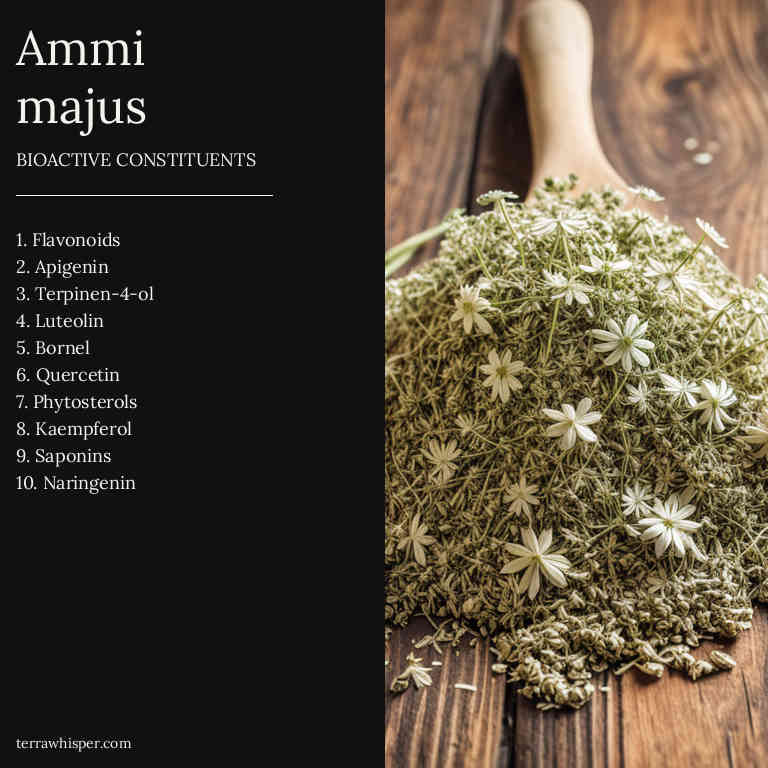 Ammi
majus
BIOACTIVE CONSTITUENTS
1. Flavonoids
2. Apigenin
3. Terpinen-4-ol
4. Luteolin
5. Bornel
6. Quercetin
7. Phytosterols
8. Kaempferol
9. Saponins
10. Naringenin
terrawhisper.com